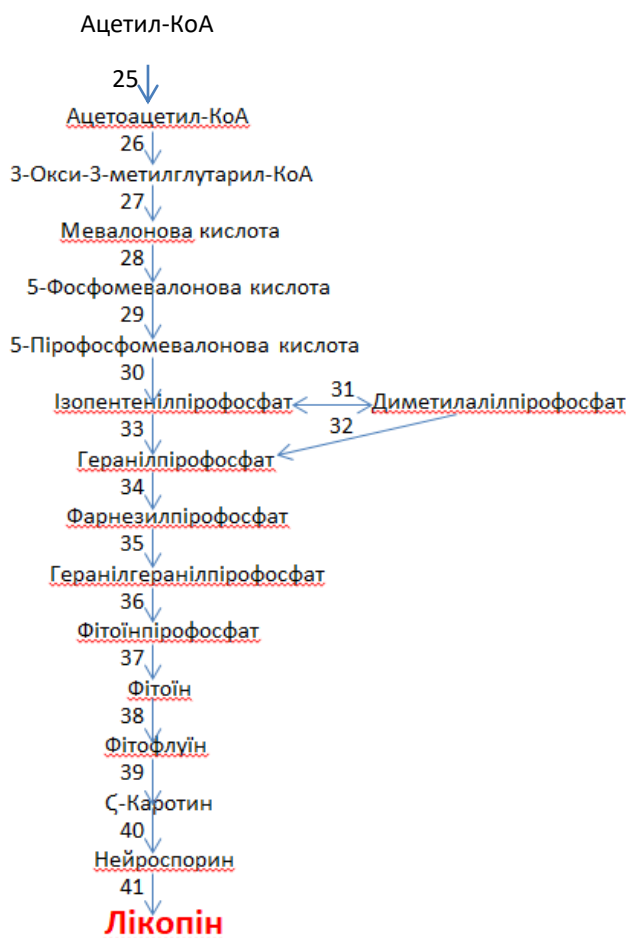 Ацетил-КоА
25
Ацетоацетил-КоА
26
3-Окси-3-метилглутарил-КоА
27
Мевалонова кислота
28
5-Фосфомевалонова кислота
29
5-Пірофосфомевалонова кислота
30
31
Ізопентенілпірофосфат Диметилалілпірофосфат
33 32
Геранілпірофосфат
34
Фарнезилпірофосфат
35
Геранілгеранілпірофосфат
36
Фітоїнпірофосфат
37
Фітоїн
38
Фітофлуїн
39
ζ-Каротин
40
Нейроспорин
41
Лікопін